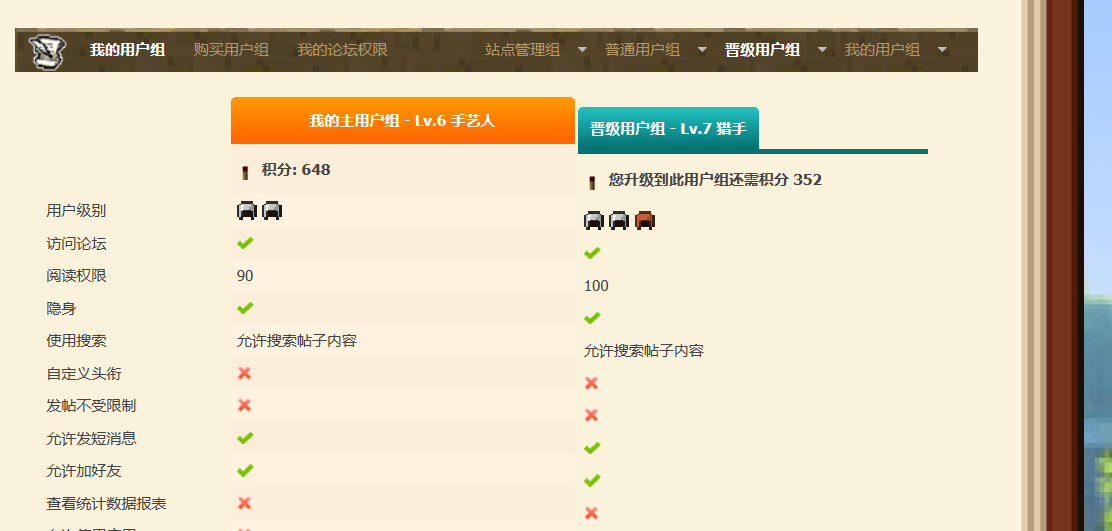 我的用户组 购买用户组 我的论坛权限 站点管理组 普通用户组 晋级用户组 我的用户组
我的主用户组 - Lv.6 手艺人
晋级用户组 - Lv.7 猎手
积分: 648
您升级到此用户组还需积分 352
用户级别
访问论坛
阅读权限 90 100
隐身
使用搜索 允许搜索帖子内容 允许搜索帖子内容
自定义头衔
发帖不受限制
允许发短消息
允许加好友
查看统计数据报表